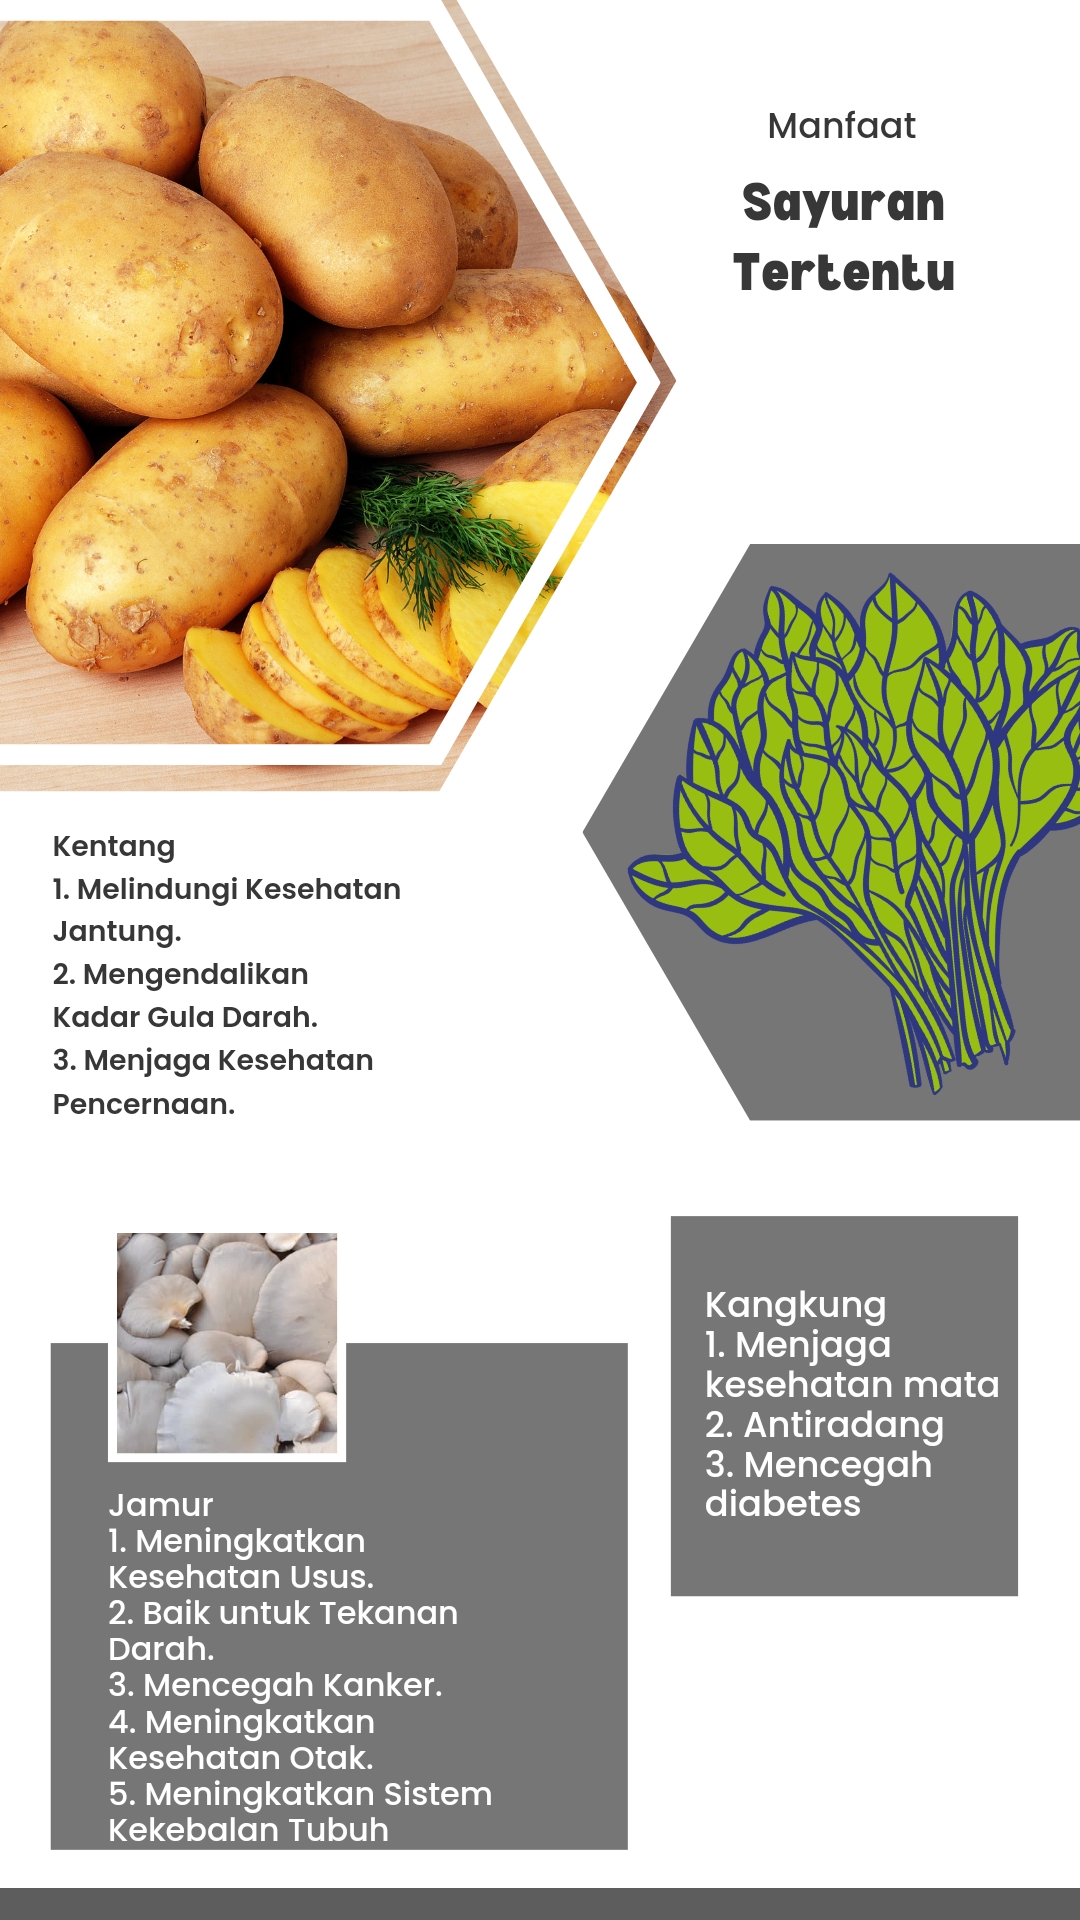 Manfaat
Sayuran
Tertentu
Kentang
1. Melindungi Kesehatan
Jantung.
2. Mengendalikan
Kadar Gula Darah.
3. Menjaga Kesehatan
Pencernaan.
Kangkung
1. Menjaga
kesehatan mata
2. Antiradang
3. Mencegah
diabetes
Jamur
1. Meningkatkan
Kesehatan Usus.
2. Baik untuk Tekanan
Darah.
3. Mencegah Kanker.
4. Meningkatkan
Kesehatan Otak.
5. Meningkatkan Sistem
Kekebalan Tubuh